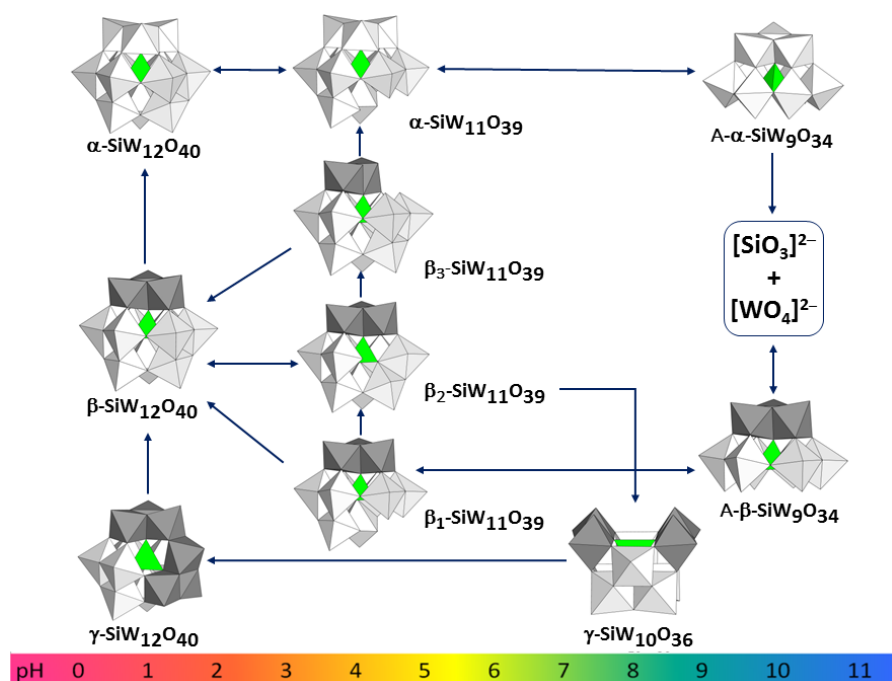 α-SiW12O40
α-SiW11O39
A-α-SiW9O34
[SiO3]2−
+
[WO4]2−
β3-SiW11O39
β-SiW12O40
β2-SiW11O39
A-β-SiW9O34
β1-SiW11O39
γ-SiW12O40
γ-SiW10O36
pH 0 1 2 3 4 5 6 7 8 9 10 11